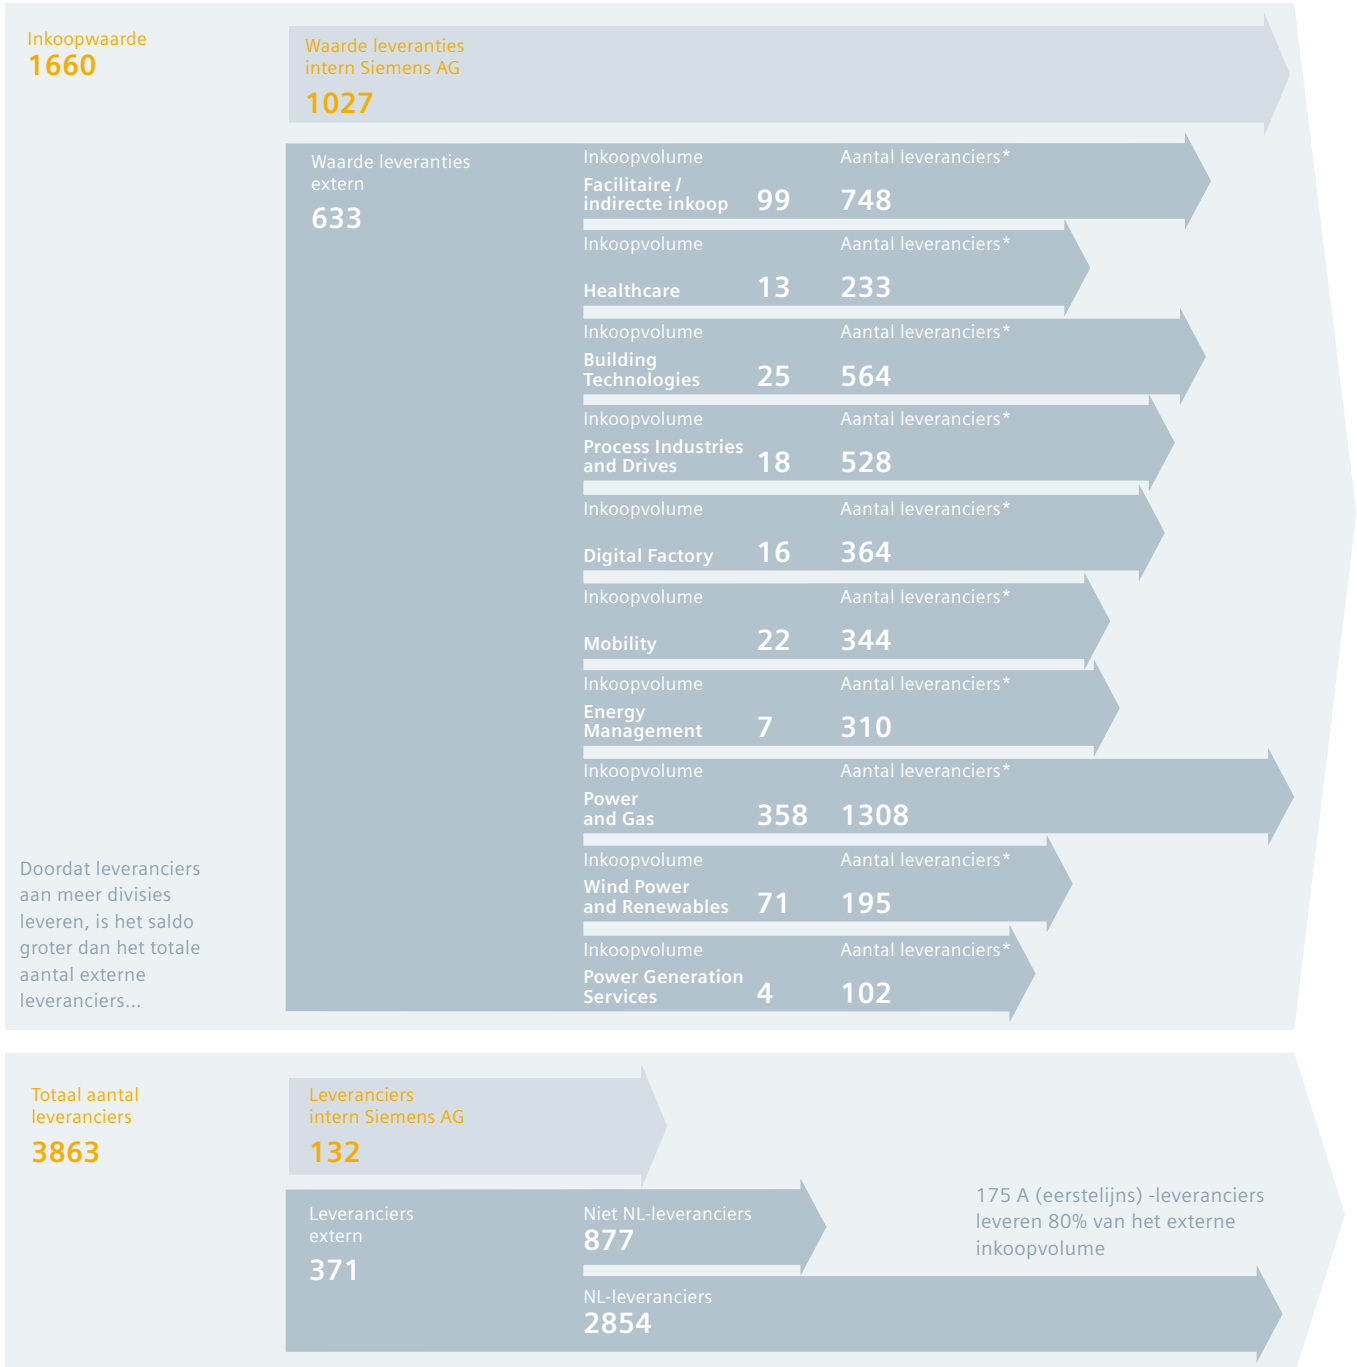 Inkoopwaarde
1660
Waarde leveranties
intern Siemens AG
1027
Waarde leveranties
extern
633
Inkoopvolume Aantal leveranciers*
Facilitaire /
indirecte inkoop 99 748
Inkoopvolume Aantal leveranciers*
Healthcare 13 233
Inkoopvolume Aantal leveranciers*
Building
Technologies 25 564
Inkoopvolume Aantal leveranciers*
Process Industries
and Drives 18 528
Inkoopvolume Aantal leveranciers*
Digital Factory 16 364
Inkoopvolume Aantal leveranciers*
Mobility 22 344
Inkoopvolume Aantal leveranciers*
Energy
Management 7 310
Inkoopvolume Aantal leveranciers*
Power
and Gas 358 1308
Inkoopvolume Aantal leveranciers*
Wind Power
and Renewables 71 195
Inkoopvolume Aantal leveranciers*
Power Generation
Services 4 102
Doordat leveranciers
aan meer divisies
leveren, is het saldo
groter dan het totale
aantal externe
leveranciers...
Totaal aantal
leveranciers
3863
Leveranciers
intern Siemens AG
132
Leveranciers
extern
371
Niet NL-leveranciers
877
NL-leveranciers
2854
175 A (eerstelijns) -leveranciers
leveren 80% van het externe
inkoopvolume